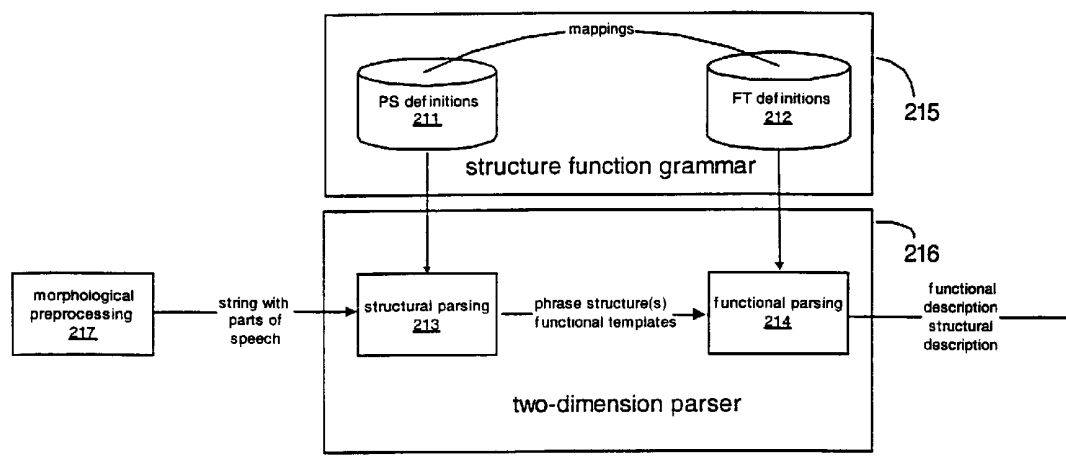 mappings
PS definitions
211
FT definitions
212
215
structure function grammar
216
morphological
preprocessing
217
string with
parts of
speech
structural parsing
213
phrase structure(s)
functional templates
functional parsing
214
functional
description
structural
description
two-dimension parser